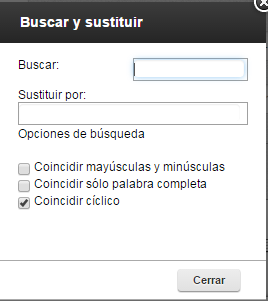 Buscar y sustituir
Buscar:
Sustituir por:
Opciones de búsqueda
Coincidir mayúsculas y minúsculas
Coincidir sólo palabra completa
Coincidir cíclico
Cerrar